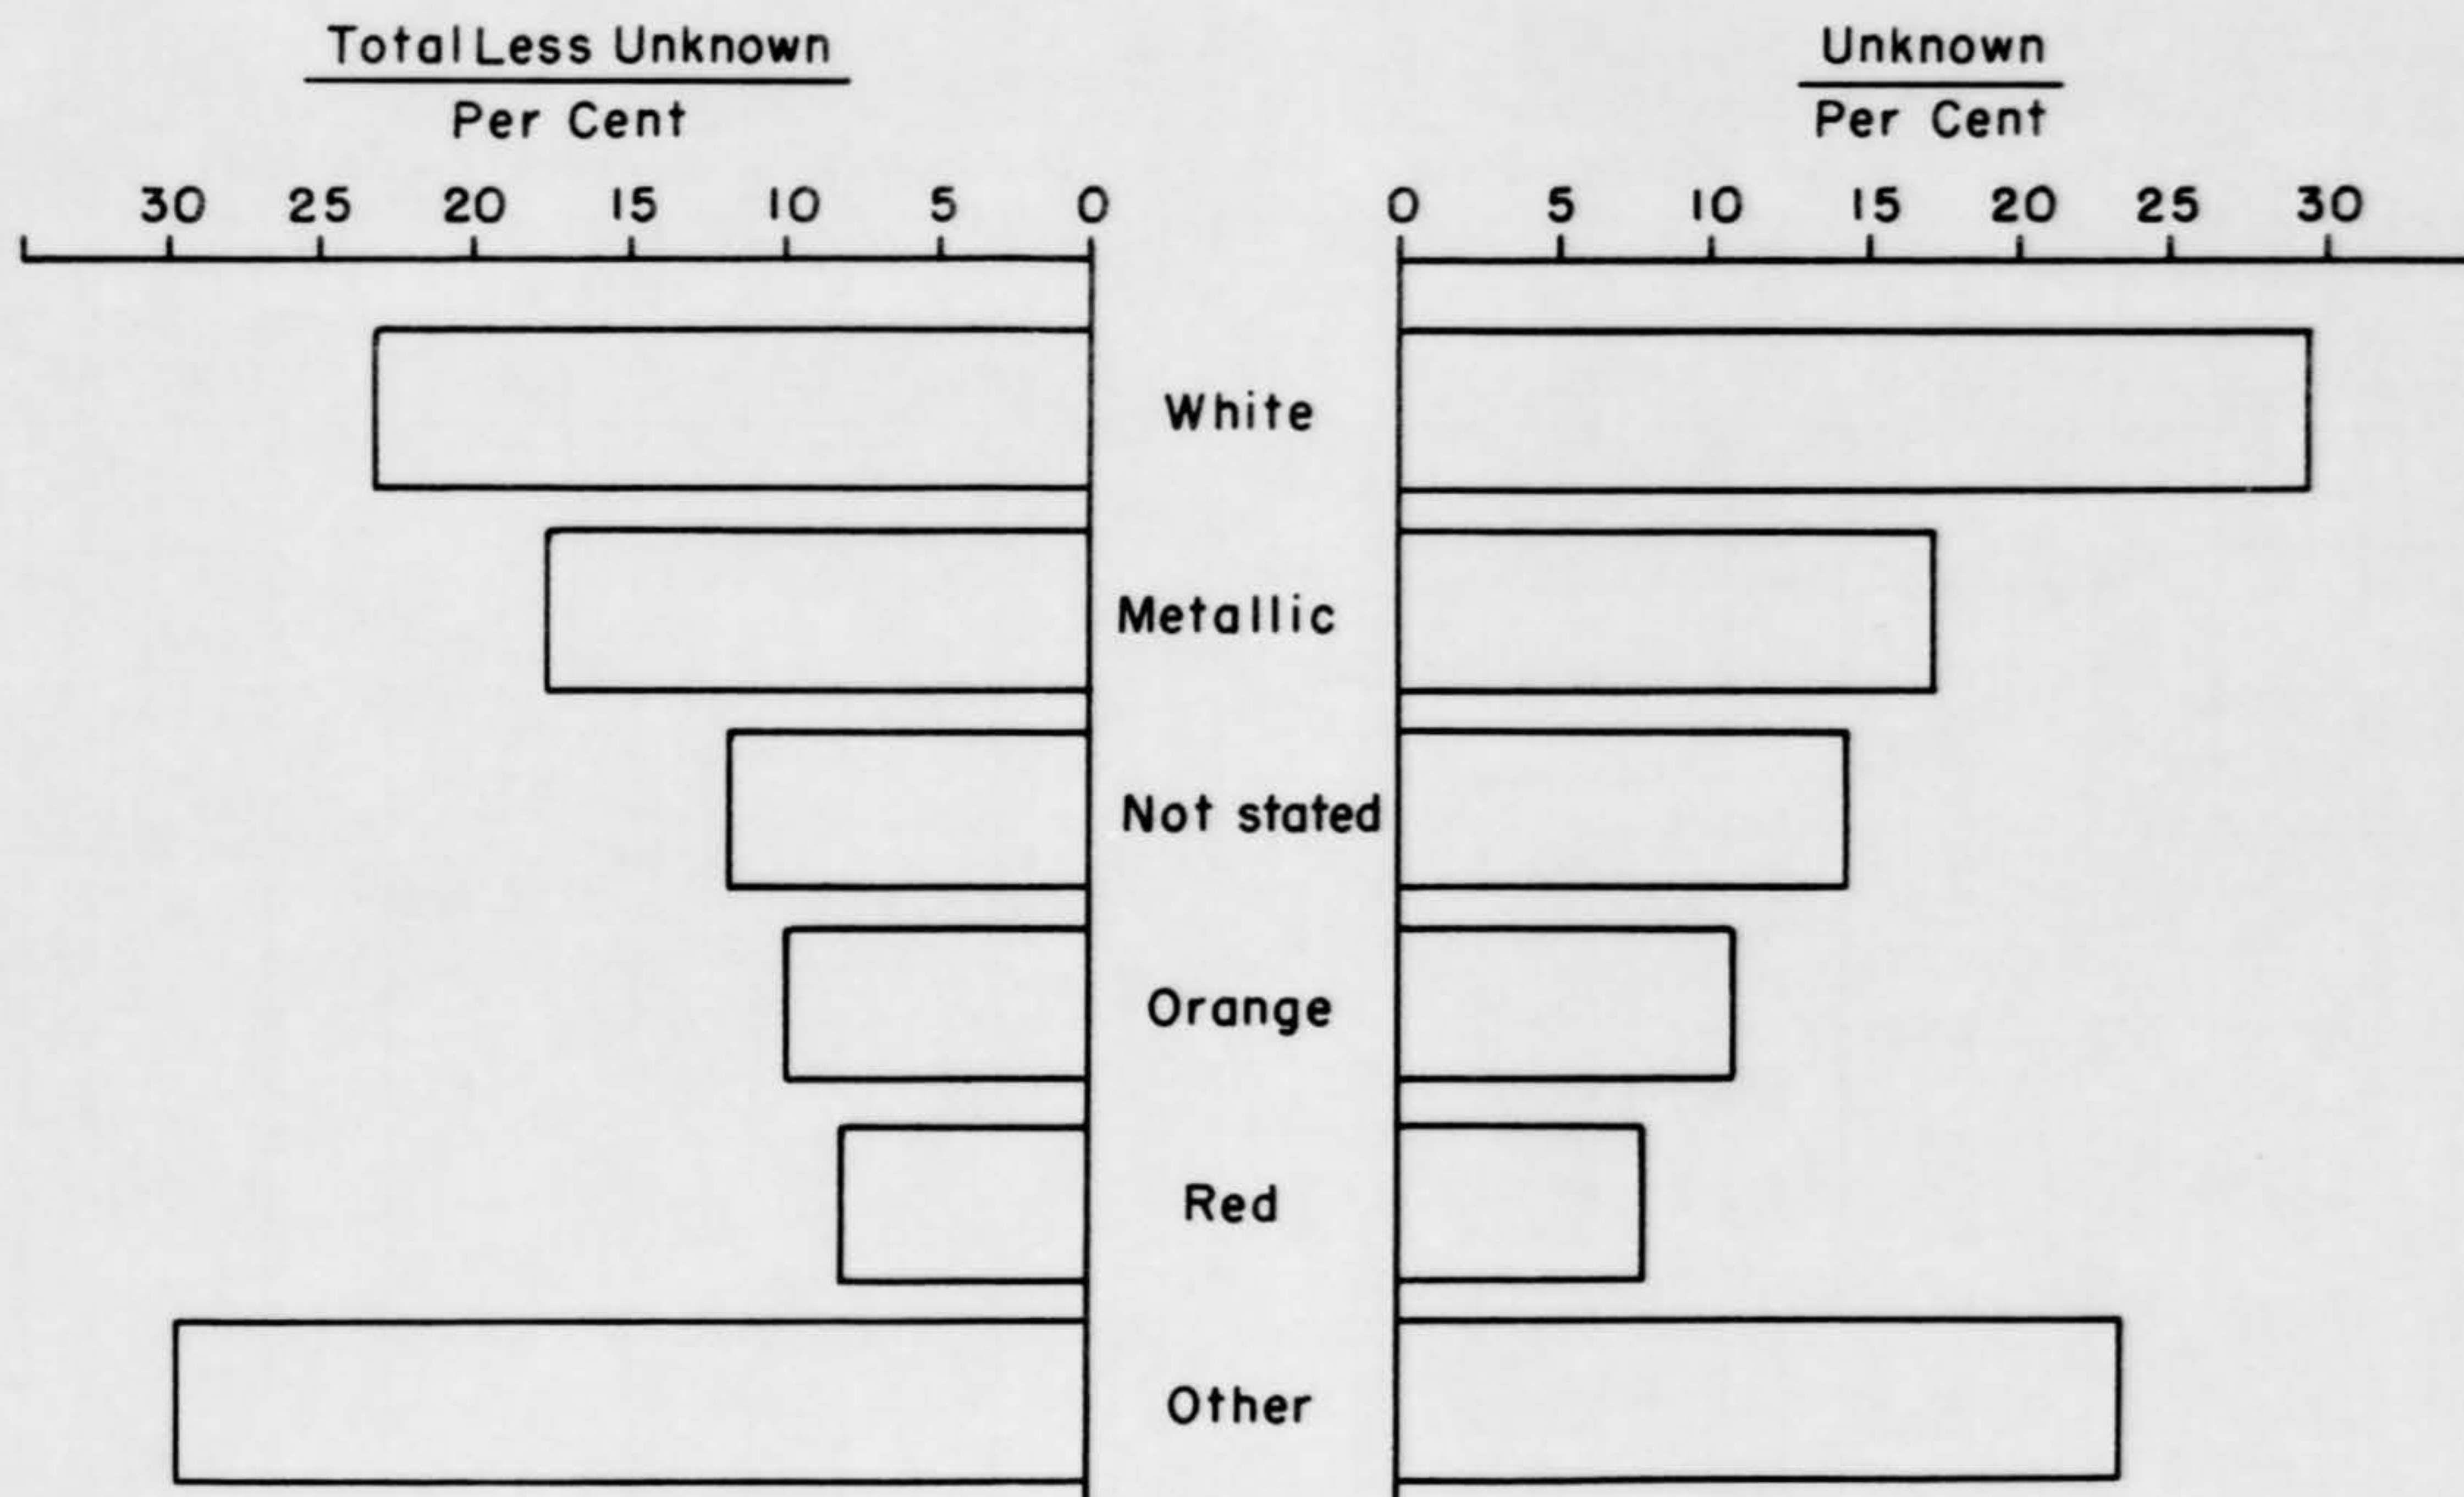 Total Less Unknown
Per Cent
30 25 20 15 10 5 0
Unknown
Per Cent
0 5 10 15 20 25 30
White
Metallic
Not stated
Orange
Red
Other